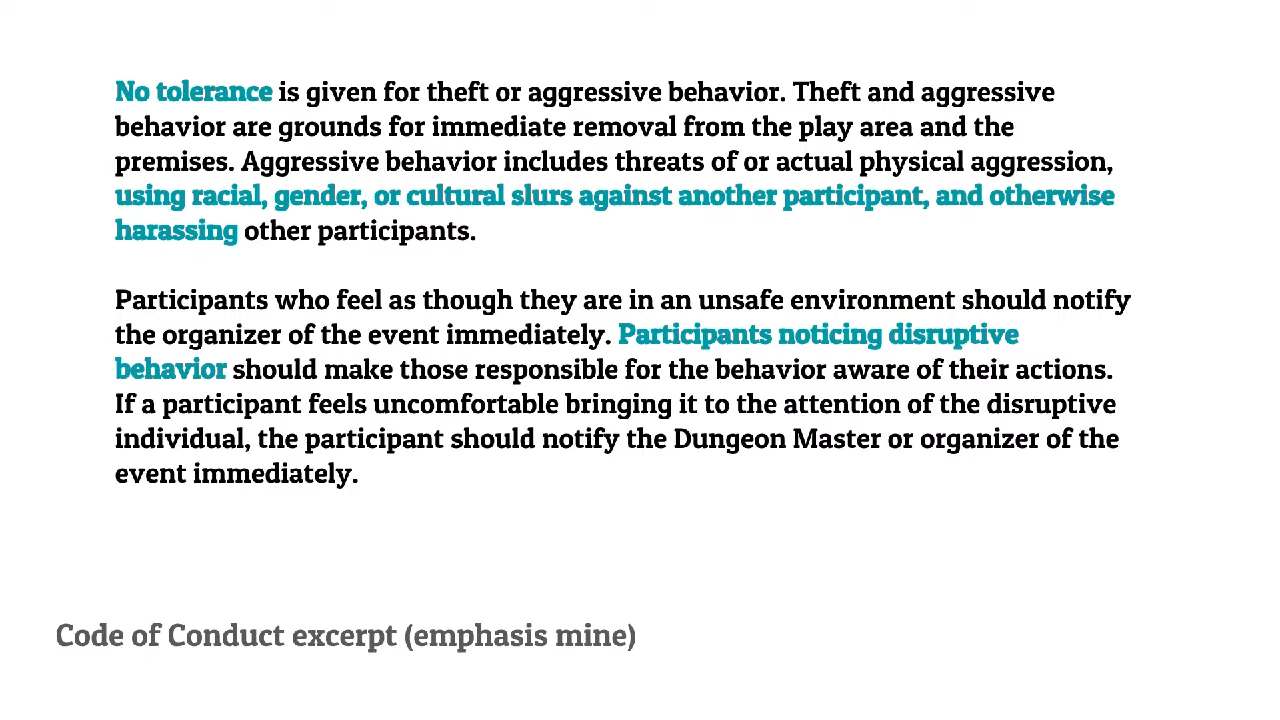 No tolerance is given for theft or aggressive behavior. Theft and aggressive
behavior are grounds for immediate removal from the play area and the
premises. Aggressive behavior includes threats of or actual physical aggression,
using racial, gender, or cultural slurs against another participant, and otherwise
harassing other participants.
Participants who feel as though they are in an unsafe environment should notify
the organizer of the event immediately. Participants noticing disruptive
behavior should make those responsible for the behavior aware of their actions.
If a participant feels uncomfortable bringing it to the attention of the disruptive
individual, the participant should notify the Dungeon Master or organizer of the
event immediately.
Code of Conduct excerpt (emphasis mine)